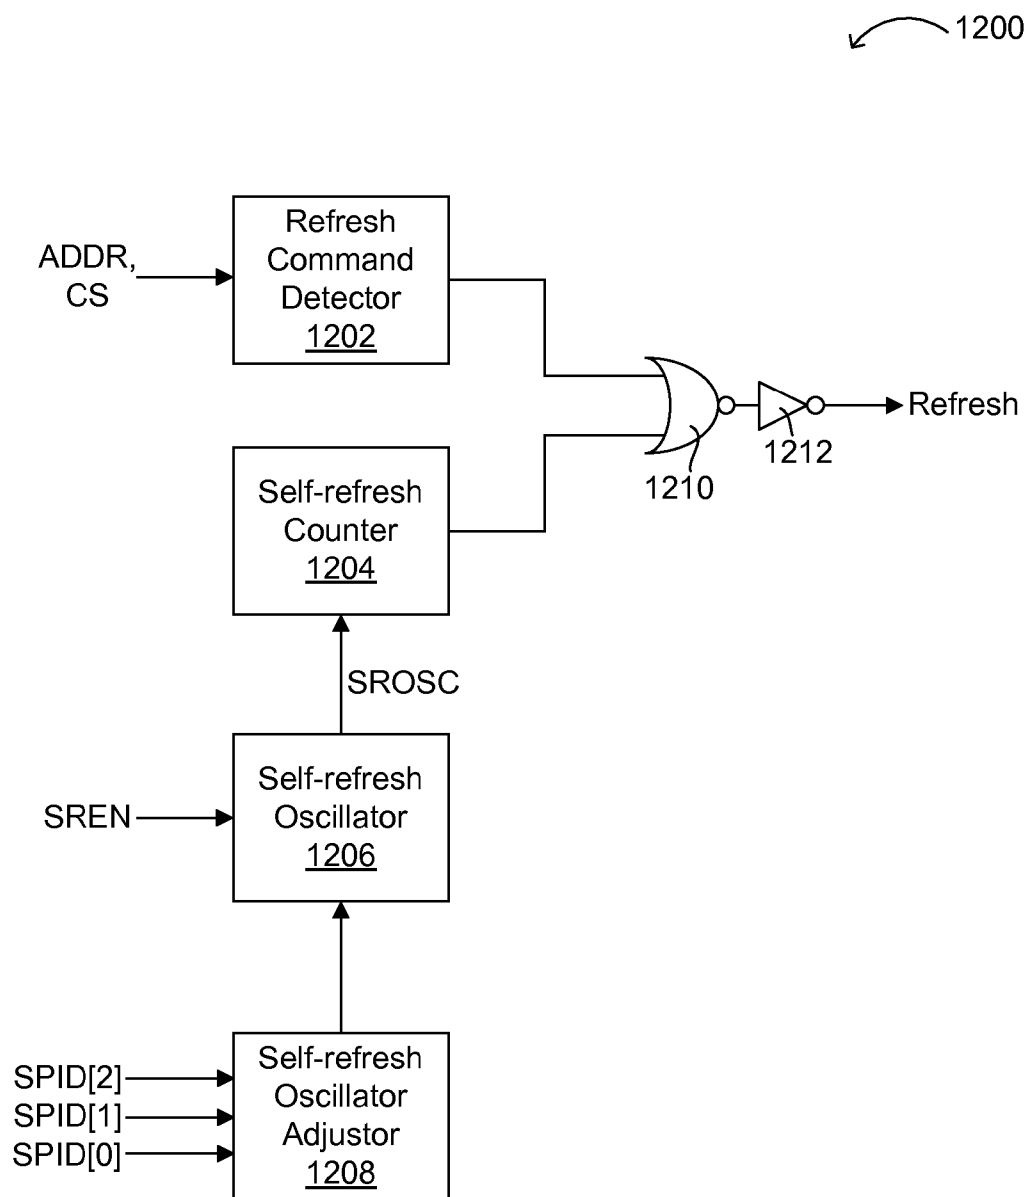 1200
Refresh
Command
Detector
1202
ADDR,
CS
Refresh
1210
1212
Self-refresh
Counter
1204
SROSC
Self-refresh
Oscillator
1206
SREN
Self-refresh
Oscillator
Adjustor
1208
SPID[2]
SPID[1]
SPID[0]